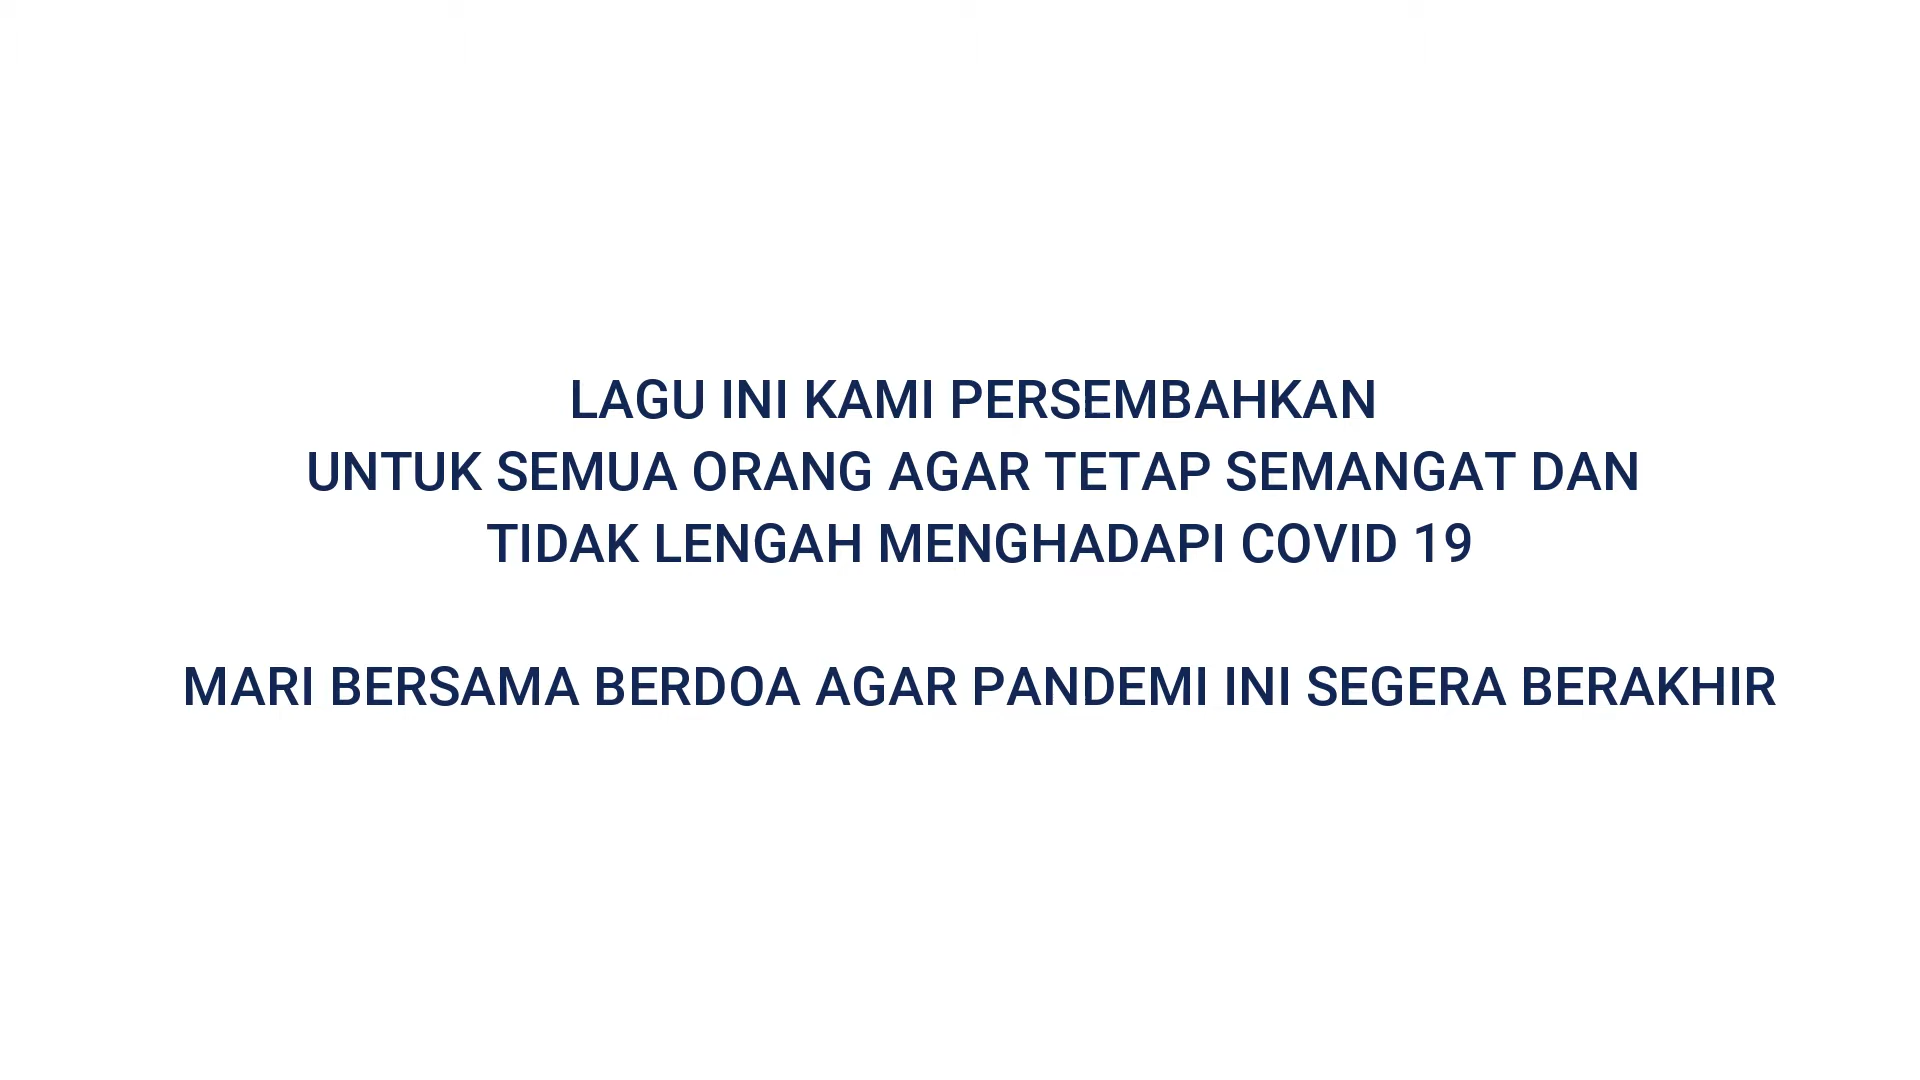 LAGU INI KAMI PERSEMBAHKAN
UNTUK SEMUA ORANG AGAR TETAP SEMANGAT DAN
TIDAK LENGAH MENGHADAPI COVID 19
MARI BERSAMA BERDOA AGAR PANDEMI INI SEGERA BERAKHIR